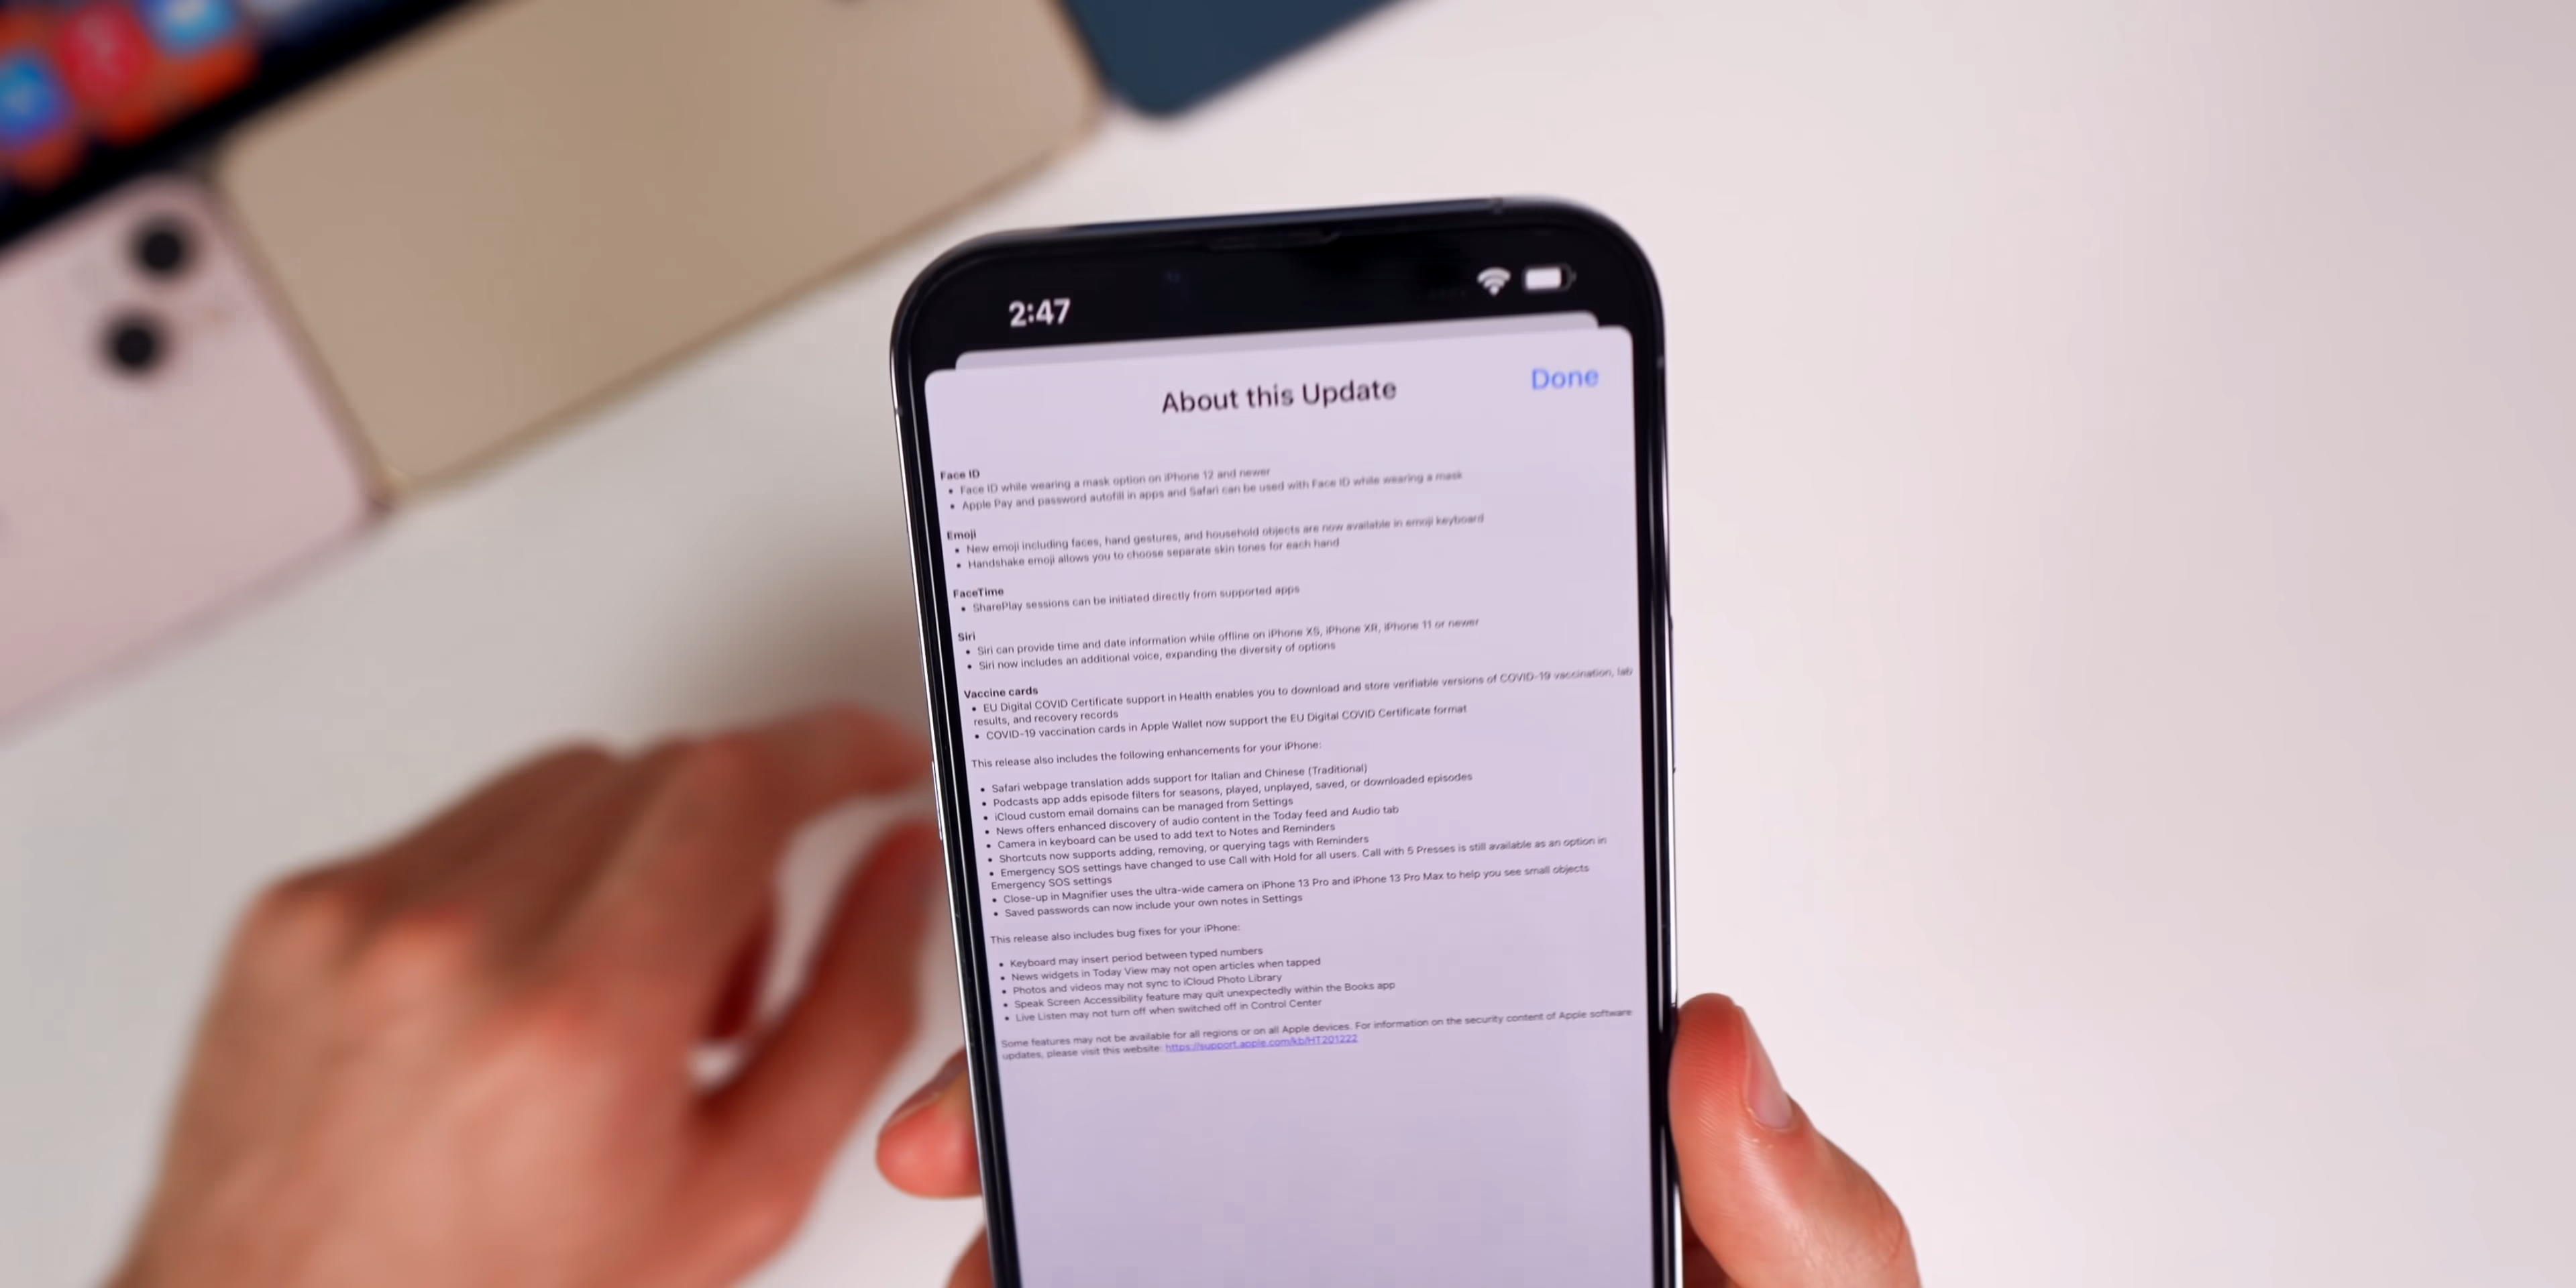 2:47
About this Update
Done
Face ID
• Face ID while wearing a mask option on iPhone 12 and newer
• Apple Pay and password autofill in apps and Safari can be used with Face ID while wearing a mask
Emoji
• New emoji including faces, hand gestures, and household objects are now available in emoji keyboard
• Handshake emoji allows you to choose separate skin tones for each hand
FaceTime
• SharePlay sessions can be initiated directly from supported apps
Siri
• Siri can provide time and date information while offline on iPhone XS, iPhone XR, iPhone 11 or newer
• Siri now includes an additional voice, expanding the diversity of options
Vaccine cards
• EU Digital COVID Certificate support in Health enables you to download and store verifiable versions of COVID-19 vaccination, lab
results, and recovery records
• COVID-19 vaccination cards in Apple Wallet now support the EU Digital COVID Certificate format
This release also includes the following enhancements for your iPhone:
• Safari webpage translation adds support for Italian and Chinese (Traditional)
• Podcasts app adds episode filters for seasons, played, unplayed, saved, or downloaded episodes
• iCloud custom email domains can be managed from Settings
• News offers enhanced discovery of audio content in the Today feed and Audio tab
• Camera in keyboard can be used to add text to Notes and Reminders
• Shortcuts now supports adding, removing, or querying tags with Reminders
• Emergency SOS settings have changed to use Call with Hold for all users. Call with 5 Presses is still available as an option in
Emergency SOS settings
• Close-up in Magnifier uses the ultra-wide camera on iPhone 13 Pro and iPhone 13 Pro Max to help you see small objects
• Saved passwords can now include your own notes in Settings
This release also includes bug fixes for your iPhone:
• Keyboard may insert period between typed numbers
• News widgets in Today View may not open articles when tapped
• Photos and videos may not sync to iCloud Photo Library
• Speak Screen Accessibility feature may quit unexpectedly within the Books app
• Live Listen may not turn off when switched off in Control Center
Some features may not be available for all regions or on all Apple devices. For information on the security content of Apple software
updates, please visit this website: https://support.apple.com/kb/HT201222